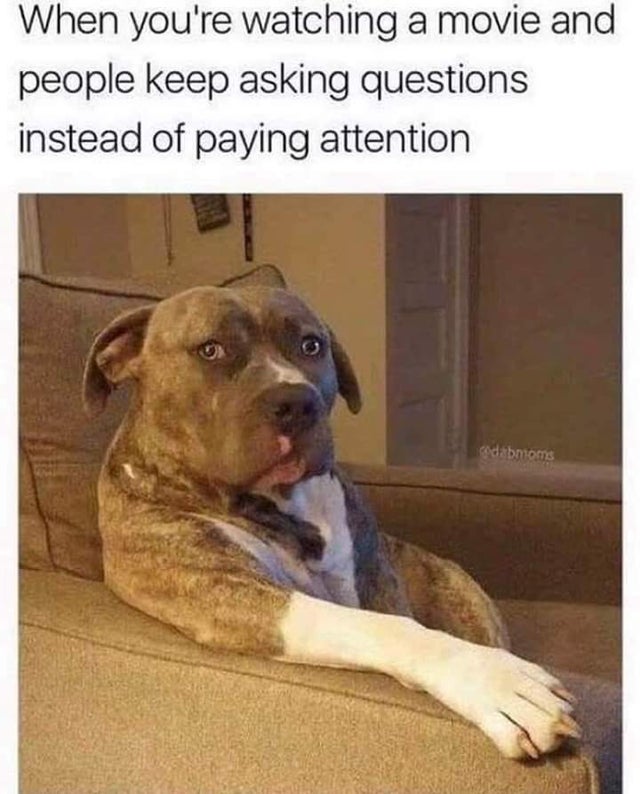 When you're watching a movie and
people keep asking questions
instead of paying attention
@dabmoms